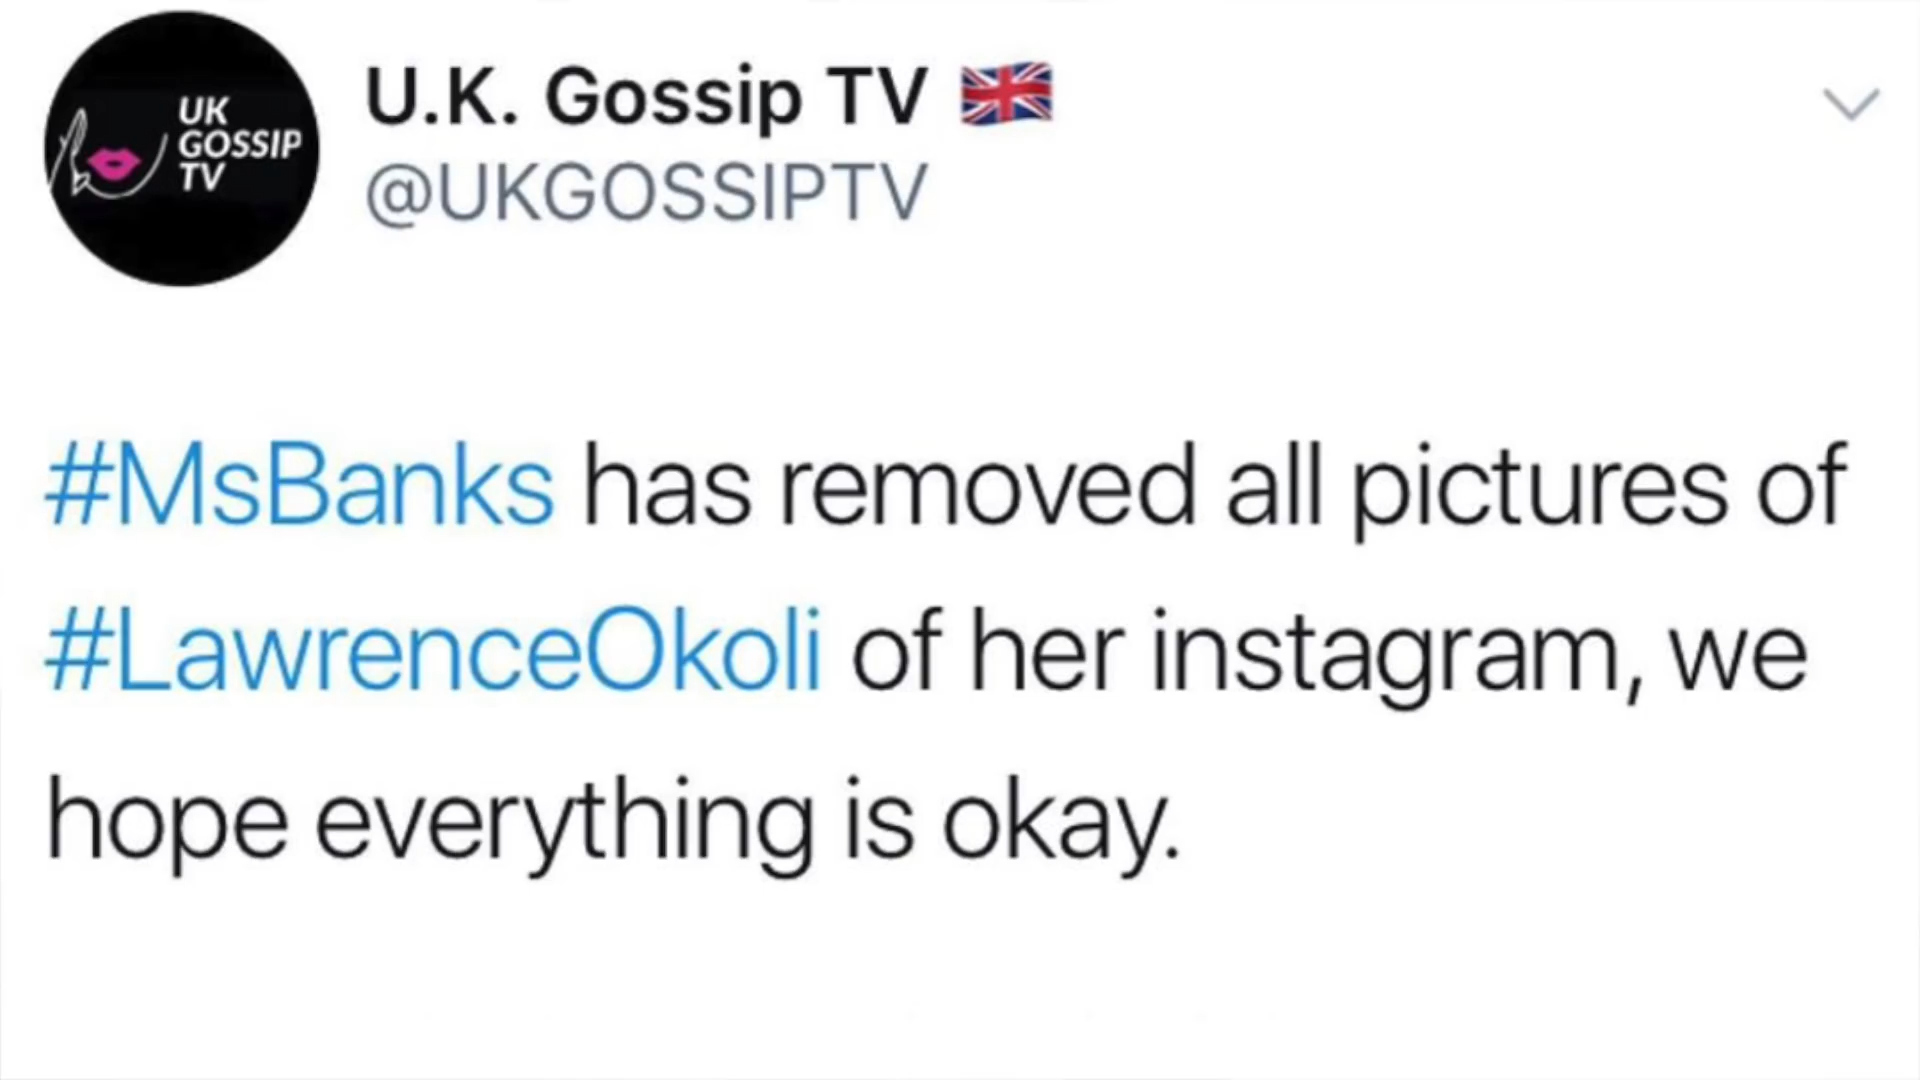 UK
GOSSIP
TV
U.K. Gossip TV 🇬🇧
@UKGOSSIPTV
#MsBanks has removed all pictures of
#LawrenceOkoli of her instagram, we
hope everything is okay.